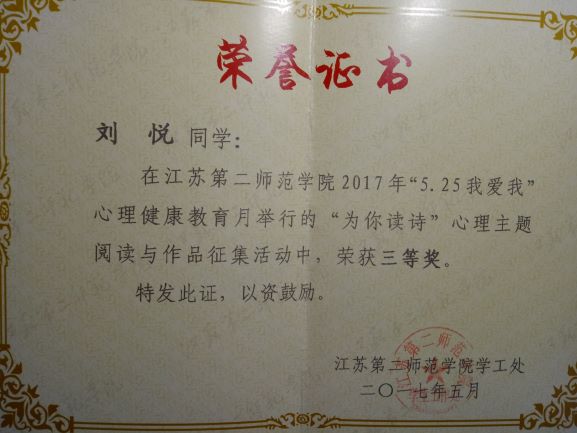 荣誉证书
刘 悦 同学：
在江苏第二师范学院2017年“5.25我爱我”
心理健康教育月举行的“为你读诗”心理主题
阅读与作品征集活动中，荣获三等奖。
特发此证，以资鼓励。
江苏第二师范学院学工处
二〇一七年五月